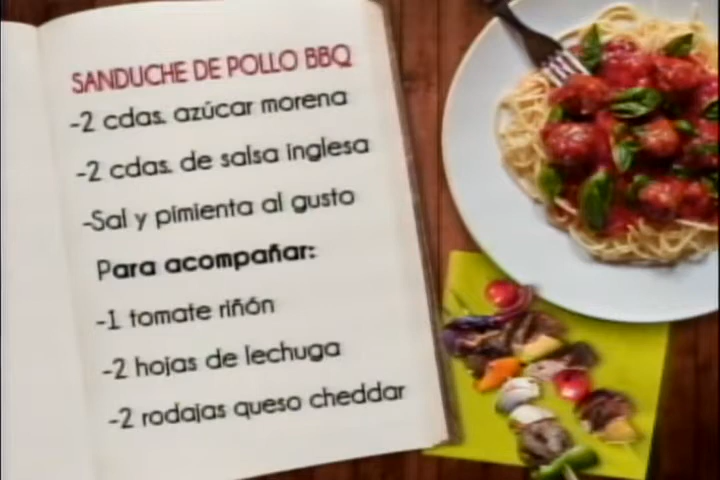 SANDUCHE DE POLLO BBQ
-2 cdas. azúcar morena
-2 cdas. de salsa inglesa
-Sal y pimienta al gusto
Para acompañar:
-1 tomate riñón
-2 hojas de lechuga
-2 rodajas queso cheddar